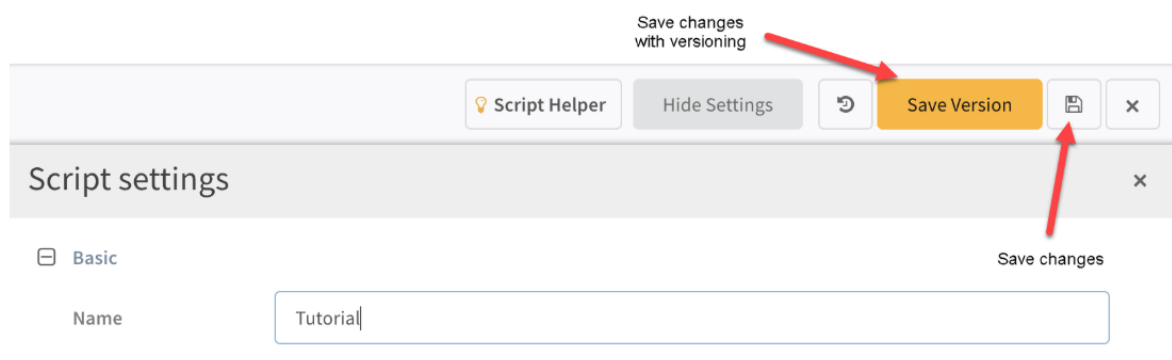 Save changes
with versioning
Script Helper
Hide Settings
Save Version
Script settings
Basic
Save changes
Name
Tutorial